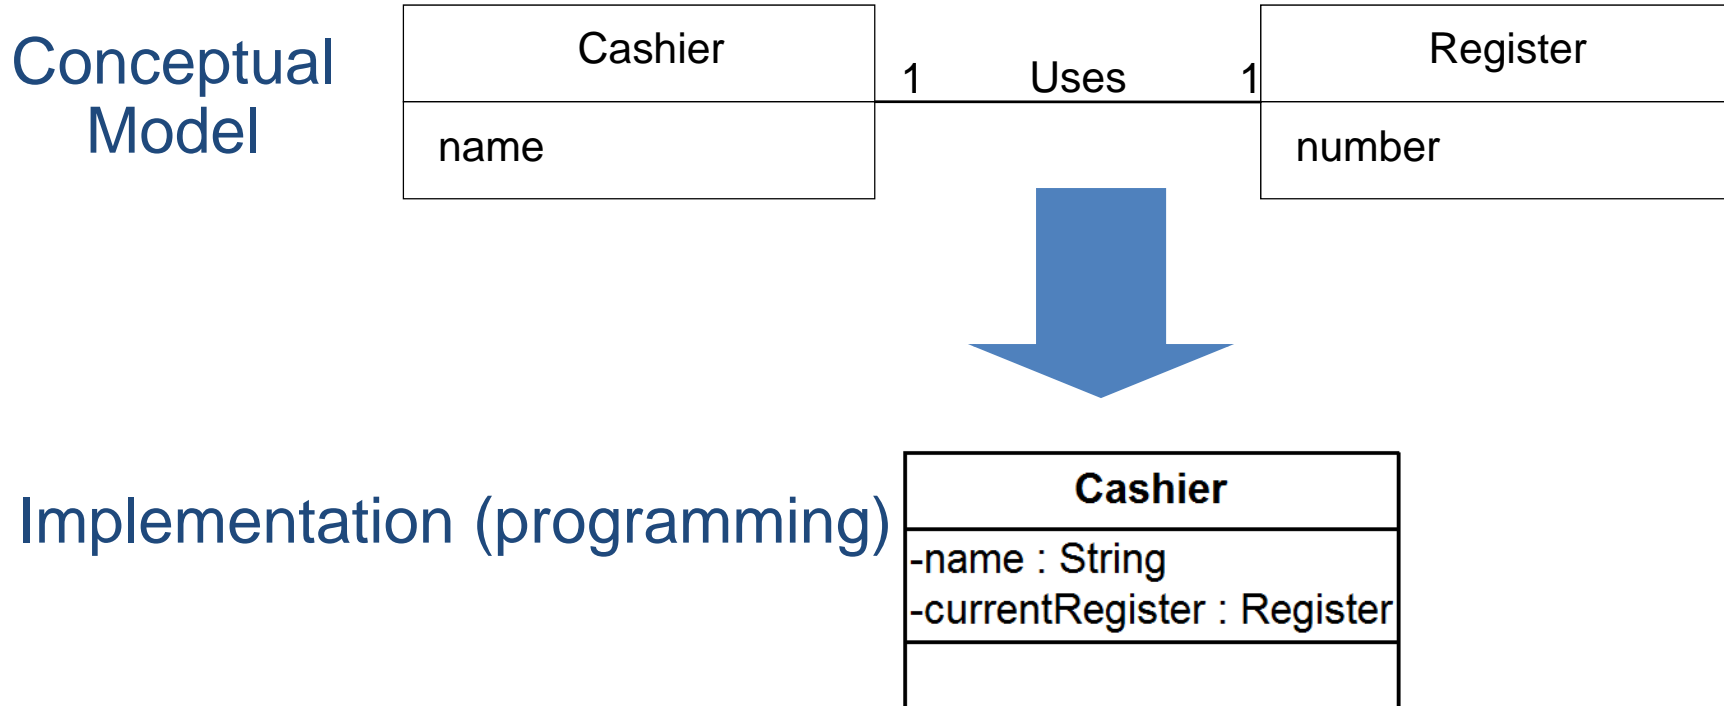 Conceptual
Model
Cashier
name
1 Uses 1
Register
number
Implementation (programming)
Cashier
-name : String
-currentRegister : Register